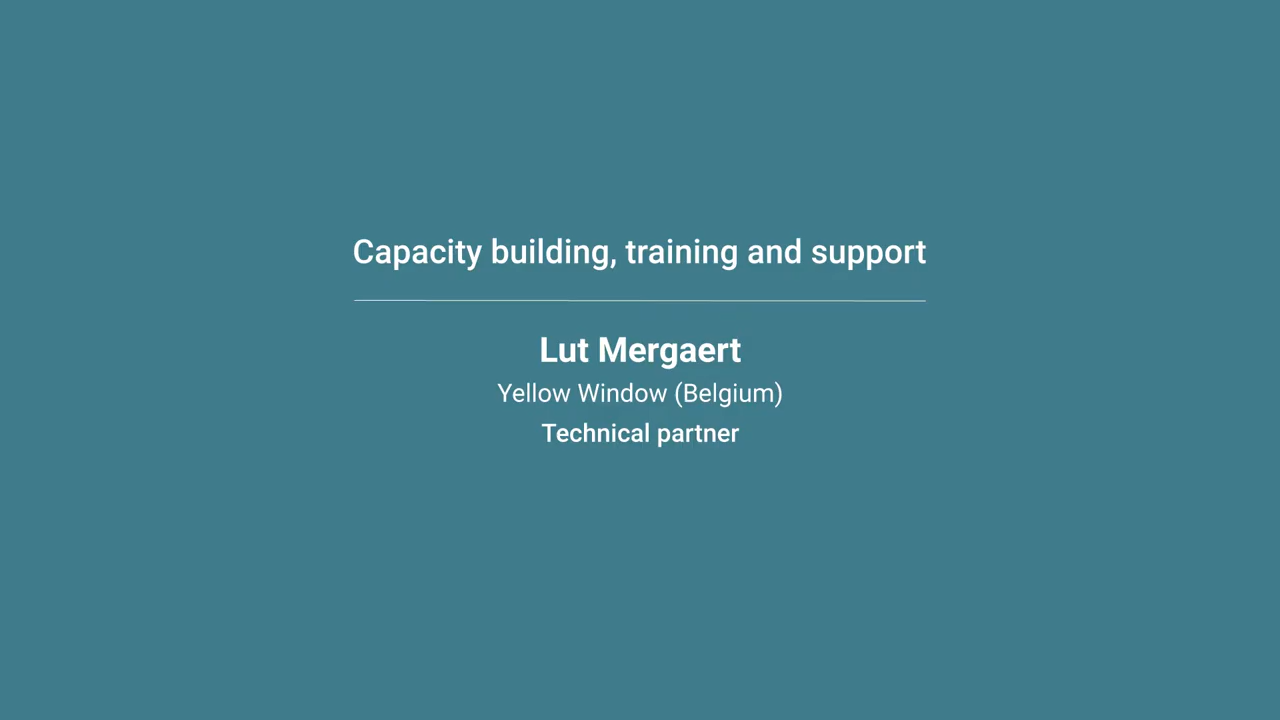 Capacity building, training and support
Lut Mergaert
Yellow Window (Belgium)
Technical partner